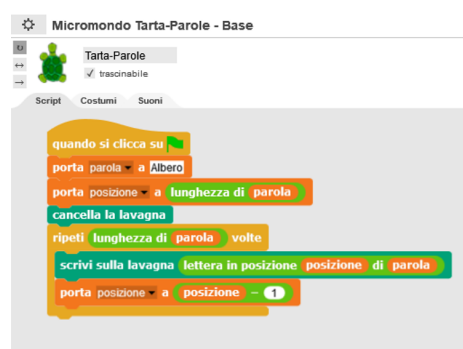 Micromondo Tarta-Parole - Base
Tarta-Parole
trascinabile
Script Costumi Suoni
quando si clicca su
porta parola a Albero
porta posizione a lunghezza di parola
cancella la lavagna
ripeti lunghezza di parola volte
scrivi sulla lavagna lettera in posizione posizione di parola
porta posizione a posizione - 1